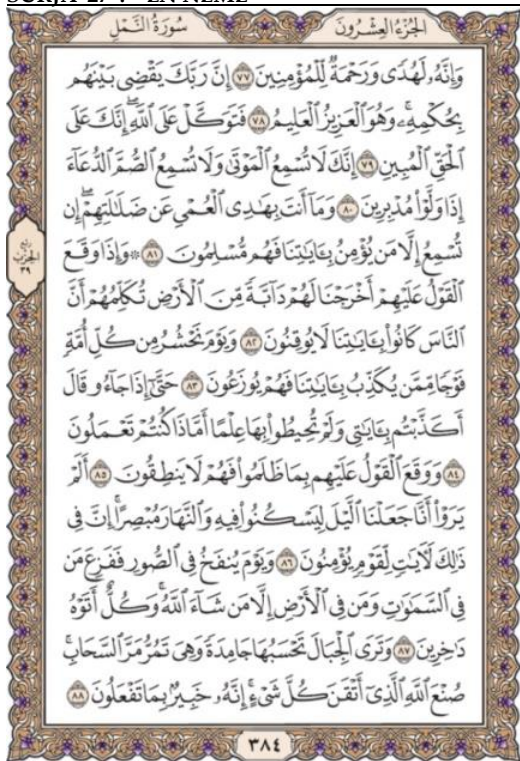 سُورَةُ النَّمْلِ
الجُزْءُ العِشْرُونَ
وَإِنَّهُۥ لَهُدٗى وَرَحۡمَةٞ لِّلۡمُؤۡمِنِينَ ٧٧ إِنَّ رَبَّكَ يَقۡضِي بَيۡنَهُم
بِحُكۡمِهِۦۚ وَهُوَ ٱلۡعَزِيزُ ٱلۡعَلِيمُ ٧٨ فَتَوَكَّلۡ عَلَى ٱللَّهِۖ إِنَّكَ عَلَى
ٱلۡحَقِّ ٱلۡمُبِينِ ٧٩ إِنَّكَ لَا تُسۡمِعُ ٱلۡمَوۡتَىٰ وَلَا تُسۡمِعُ ٱلصُّمَّ ٱلدُّعَآءَ
إِذَا وَلَّوۡاْ مُدۡبِرِينَ ٨٠ وَمَآ أَنتَ بِهَٰدِي ٱلۡعُمۡيِ عَن ضَلَٰلَتِهِمۡۖ إِن
تُسۡمِعُ إِلَّا مَن يُؤۡمِنُ بِـَٔايَٰتِنَا فَهُم مُّسۡلِمُونَ ٨١ ۞ وَإِذَا وَقَعَ
ٱلۡقَوۡلُ عَلَيۡهِمۡ أَخۡرَجۡنَا لَهُمۡ دَآبَّةٗ مِّنَ ٱلۡأَرۡضِ تُكَلِّمُهُمۡ أَنَّ
ٱلنَّاسَ كَانُواْ بِـَٔايَٰتِنَا لَا يُوقِنُونَ ٨٢ وَيَوۡمَ نَحۡشُرُ مِن كُلِّ أُمَّةٖ
فَوۡجٗا مِّمَّن يُكَذِّبُ بِـَٔايَٰتِنَا فَهُمۡ يُوزَعُونَ ٨٣ حَتَّىٰٓ إِذَا جَآءُو قَالَ
أَكَذَّبۡتُم بِـَٔايَٰتِي وَلَمۡ تُحِيطُواْ بِهَا عِلۡمًا أَمَّاذَا كُنتُمۡ تَعۡمَلُونَ
٨٤ وَوَقَعَ ٱلۡقَوۡلُ عَلَيۡهِم بِمَا ظَلَمُواْ فَهُمۡ لَا يَنطِقُونَ ٨٥ أَلَمۡ
يَرَوۡاْ أَنَّا جَعَلۡنَا ٱلَّيۡلَ لِيَسۡكُنُواْ فِيهِ وَٱلنَّهَارَ مُبۡصِرًاۚ إِنَّ فِي
ذَٰلِكَ لَأٓيَٰتٖ لِّقَوۡمٖ يُؤۡمِنُونَ ٨٦ وَيَوۡمَ يُنفَخُ فِي ٱلصُّورِ فَفَزِعَ مَن
فِي ٱلسَّمَٰوَٰتِ وَمَن فِي ٱلۡأَرۡضِ إِلَّا مَن شَآءَ ٱللَّهُۚ وَكُلٌّ أَتَوۡهُ
دَٰخِرِينَ ٨٧ وَتَرَى ٱلۡجِبَالَ تَحۡسَبُهَا جَامِدَةٗ وَهِيَ تَمُرُّ مَرَّ ٱلسَّحَابِۚ
صُنۡعَ ٱللَّهِ ٱلَّذِيٓ أَتۡقَنَ كُلَّ شَيۡءٍۚ إِنَّهُۥ خَبِيرُۢ بِمَا تَفۡعَلُونَ ٨٨
ربع
الحزب
٣٩
٣٨٤